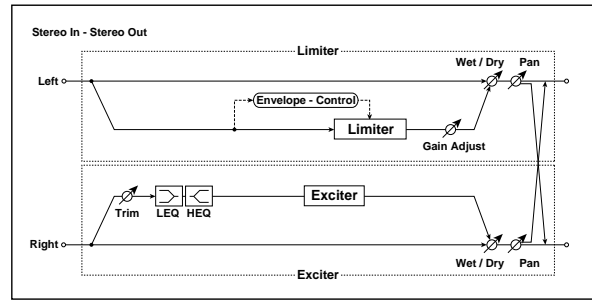 Stereo In - Stereo Out
Limiter
Wet / Dry Pan
Left
Envelope - Control
Limiter
Gain Adjust
Exciter
Trim LEQ HEQ
Right
Wet / Dry Pan
Exciter